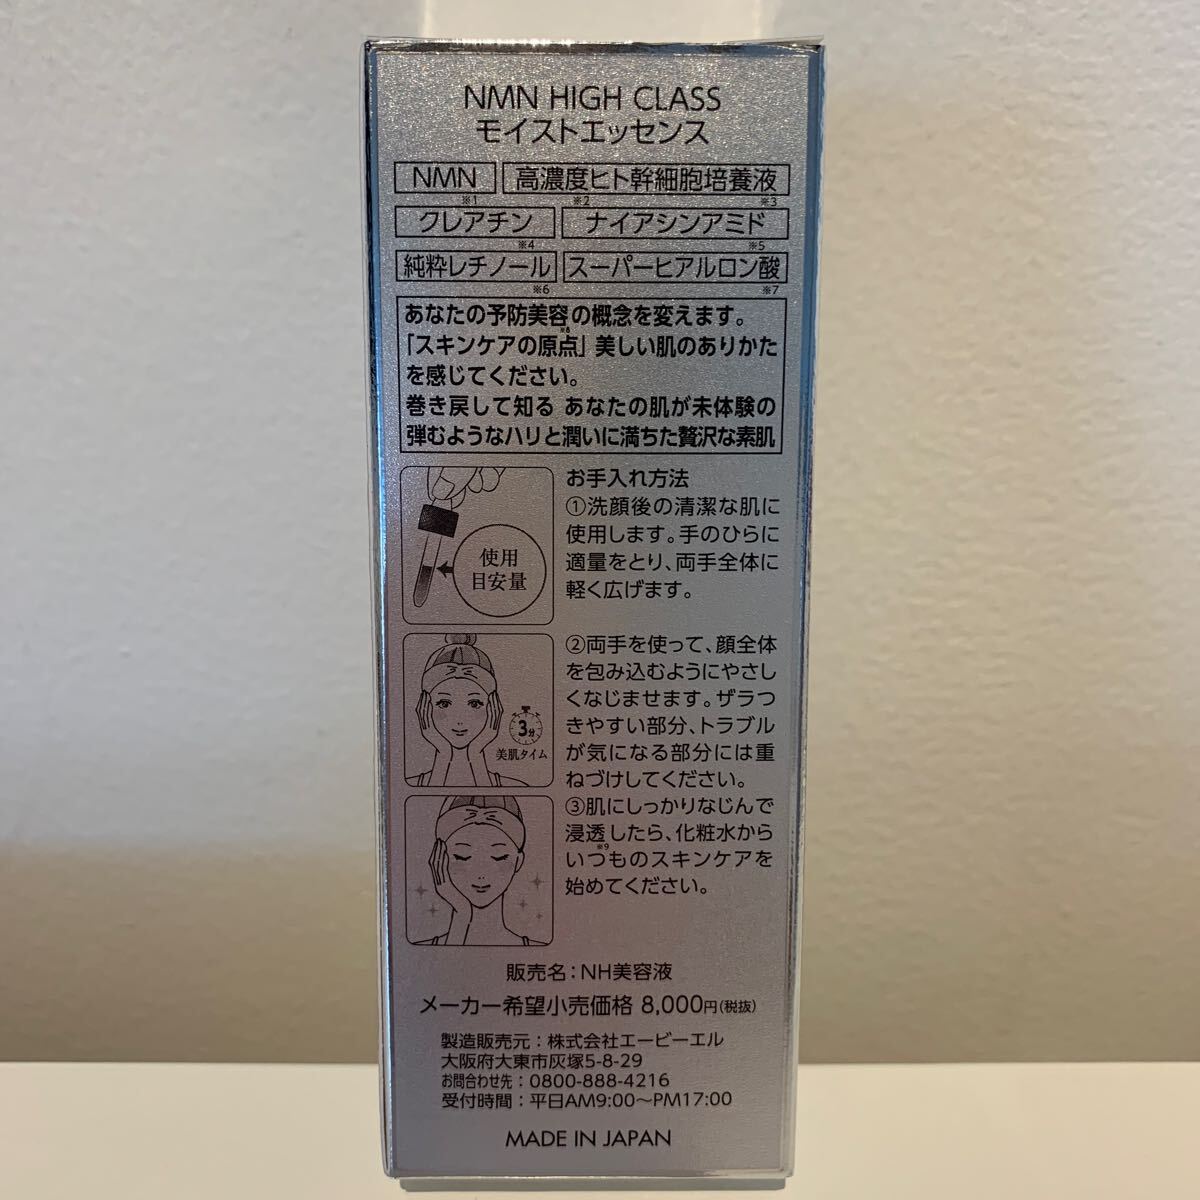 NMN HIGH CLASS
モイストエッセンス
NMN 高濃度ヒト幹細胞培養液
※1 ※2 ※3
クレアチン ナイアシンアミド
※4 ※5
純粋レチノール スーパーヒアルロン酸
※6 ※7
あなたの予防美容の概念を変えます。
※8
「スキンケアの原点」美しい肌のありかた
を感じてください。
巻き戻して知る あなたの肌が未体験の
弾むようなハリと潤いに満ちた贅沢な素肌
使用
目安量
お手入れ方法
①洗顔後の清潔な肌に
使用します。手のひらに
適量をとり、両手全体に
軽く広げます。
3分
美肌タイム
②両手を使って、顔全体
を包み込むようにやさし
くなじませます。ザラつ
きやすい部分、トラブル
が気になる部分には重
ねづけしてください。
③肌にしっかりなじんで
浸透したら、化粧水から
※9
いつものスキンケアを
始めてください。
販売名：NH美容液
メーカー希望小売価格 8,000円（税抜）
製造販売元：株式会社エービーエル
大阪府大東市灰塚5-8-29
お問合わせ先：0800-888-4216
受付時間：平日AM9:00〜PM17:00
MADE IN JAPAN